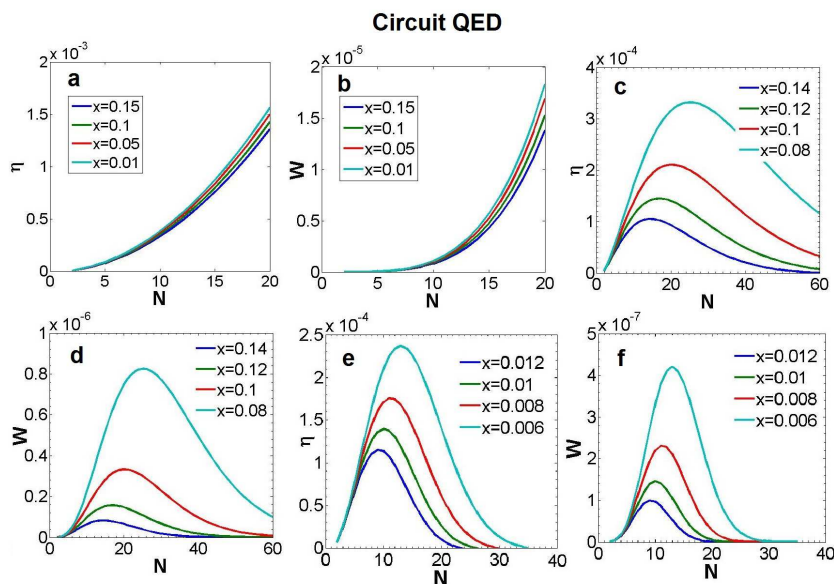 Circuit QED
x 10⁻³
a
x=0.15
x=0.1
x=0.05
x=0.01
η
2
1.5
1
0.5
0
5
10
15
20
N
x 10⁻⁵
b
x=0.15
x=0.1
x=0.05
x=0.01
W
2
1.5
1
0.5
0
0
5
10
15
20
N
x 10⁻⁴
c
x=0.14
x=0.12
x=0.1
x=0.08
η
4
3
2
1
0
0
20
40
60
N
x 10⁻⁶
d
x=0.14
x=0.12
x=0.1
x=0.08
W
1
0.8
0.6
0.4
0.2
0
20
40
60
N
x 10⁻⁴
e
x=0.012
x=0.01
x=0.008
x=0.006
η
2.5
2
1.5
1
0.5
0
0
10
20
30
40
N
x 10⁻⁷
f
x=0.012
x=0.01
x=0.008
x=0.006
W
5
4
3
2
1
0
0
10
20
30
40
N